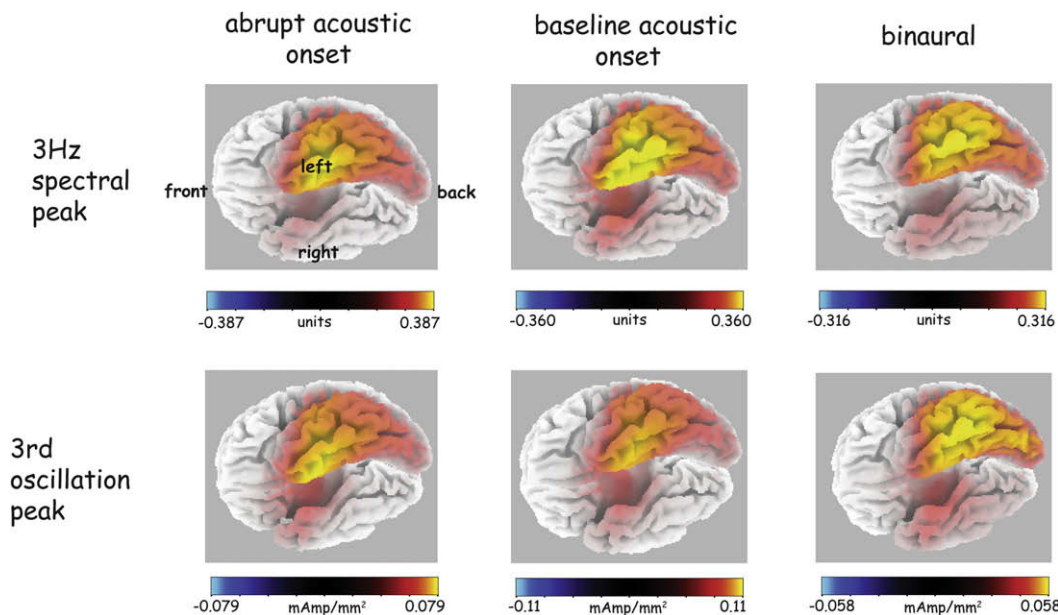 abrupt acoustic
onset
baseline acoustic
onset
binaural
3Hz
spectral
peak
front
left
back
right
-0.387 units 0.387
-0.360 units 0.360
-0.316 units 0.316
3rd
oscillation
peak
-0.079 mAmp/mm² 0.079
-0.11 mAmp/mm² 0.11
-0.058 mAmp/mm² 0.058